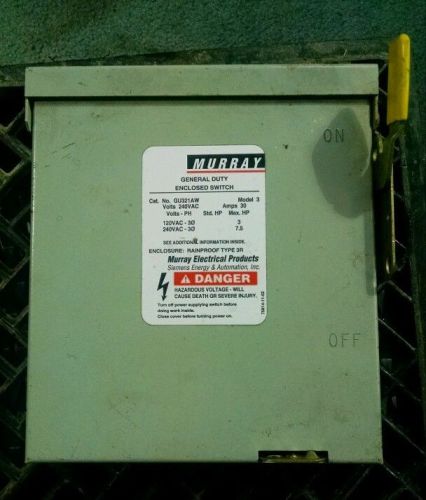 MURRAY
GENERAL DUTY
ENCLOSED SWITCH
Cat. No. GU321AW Model 3
Volts 240VAC Amps 30
Volts - PH Std. HP Max. HP
120VAC - 3Ø 3
240VAC - 3Ø 7.5
SEE ADDITIONAL INFORMATION INSIDE.
ENCLOSURE: RAINPROOF TYPE 3R
Murray Electrical Products
Siemens Energy & Automation, Inc.
DANGER
HAZARDOUS VOLTAGE - WILL
CAUSE DEATH OR SEVERE INJURY.
Turn off power supplying switch before
doing work inside.
Close cover before turning power on.
ON
OFF